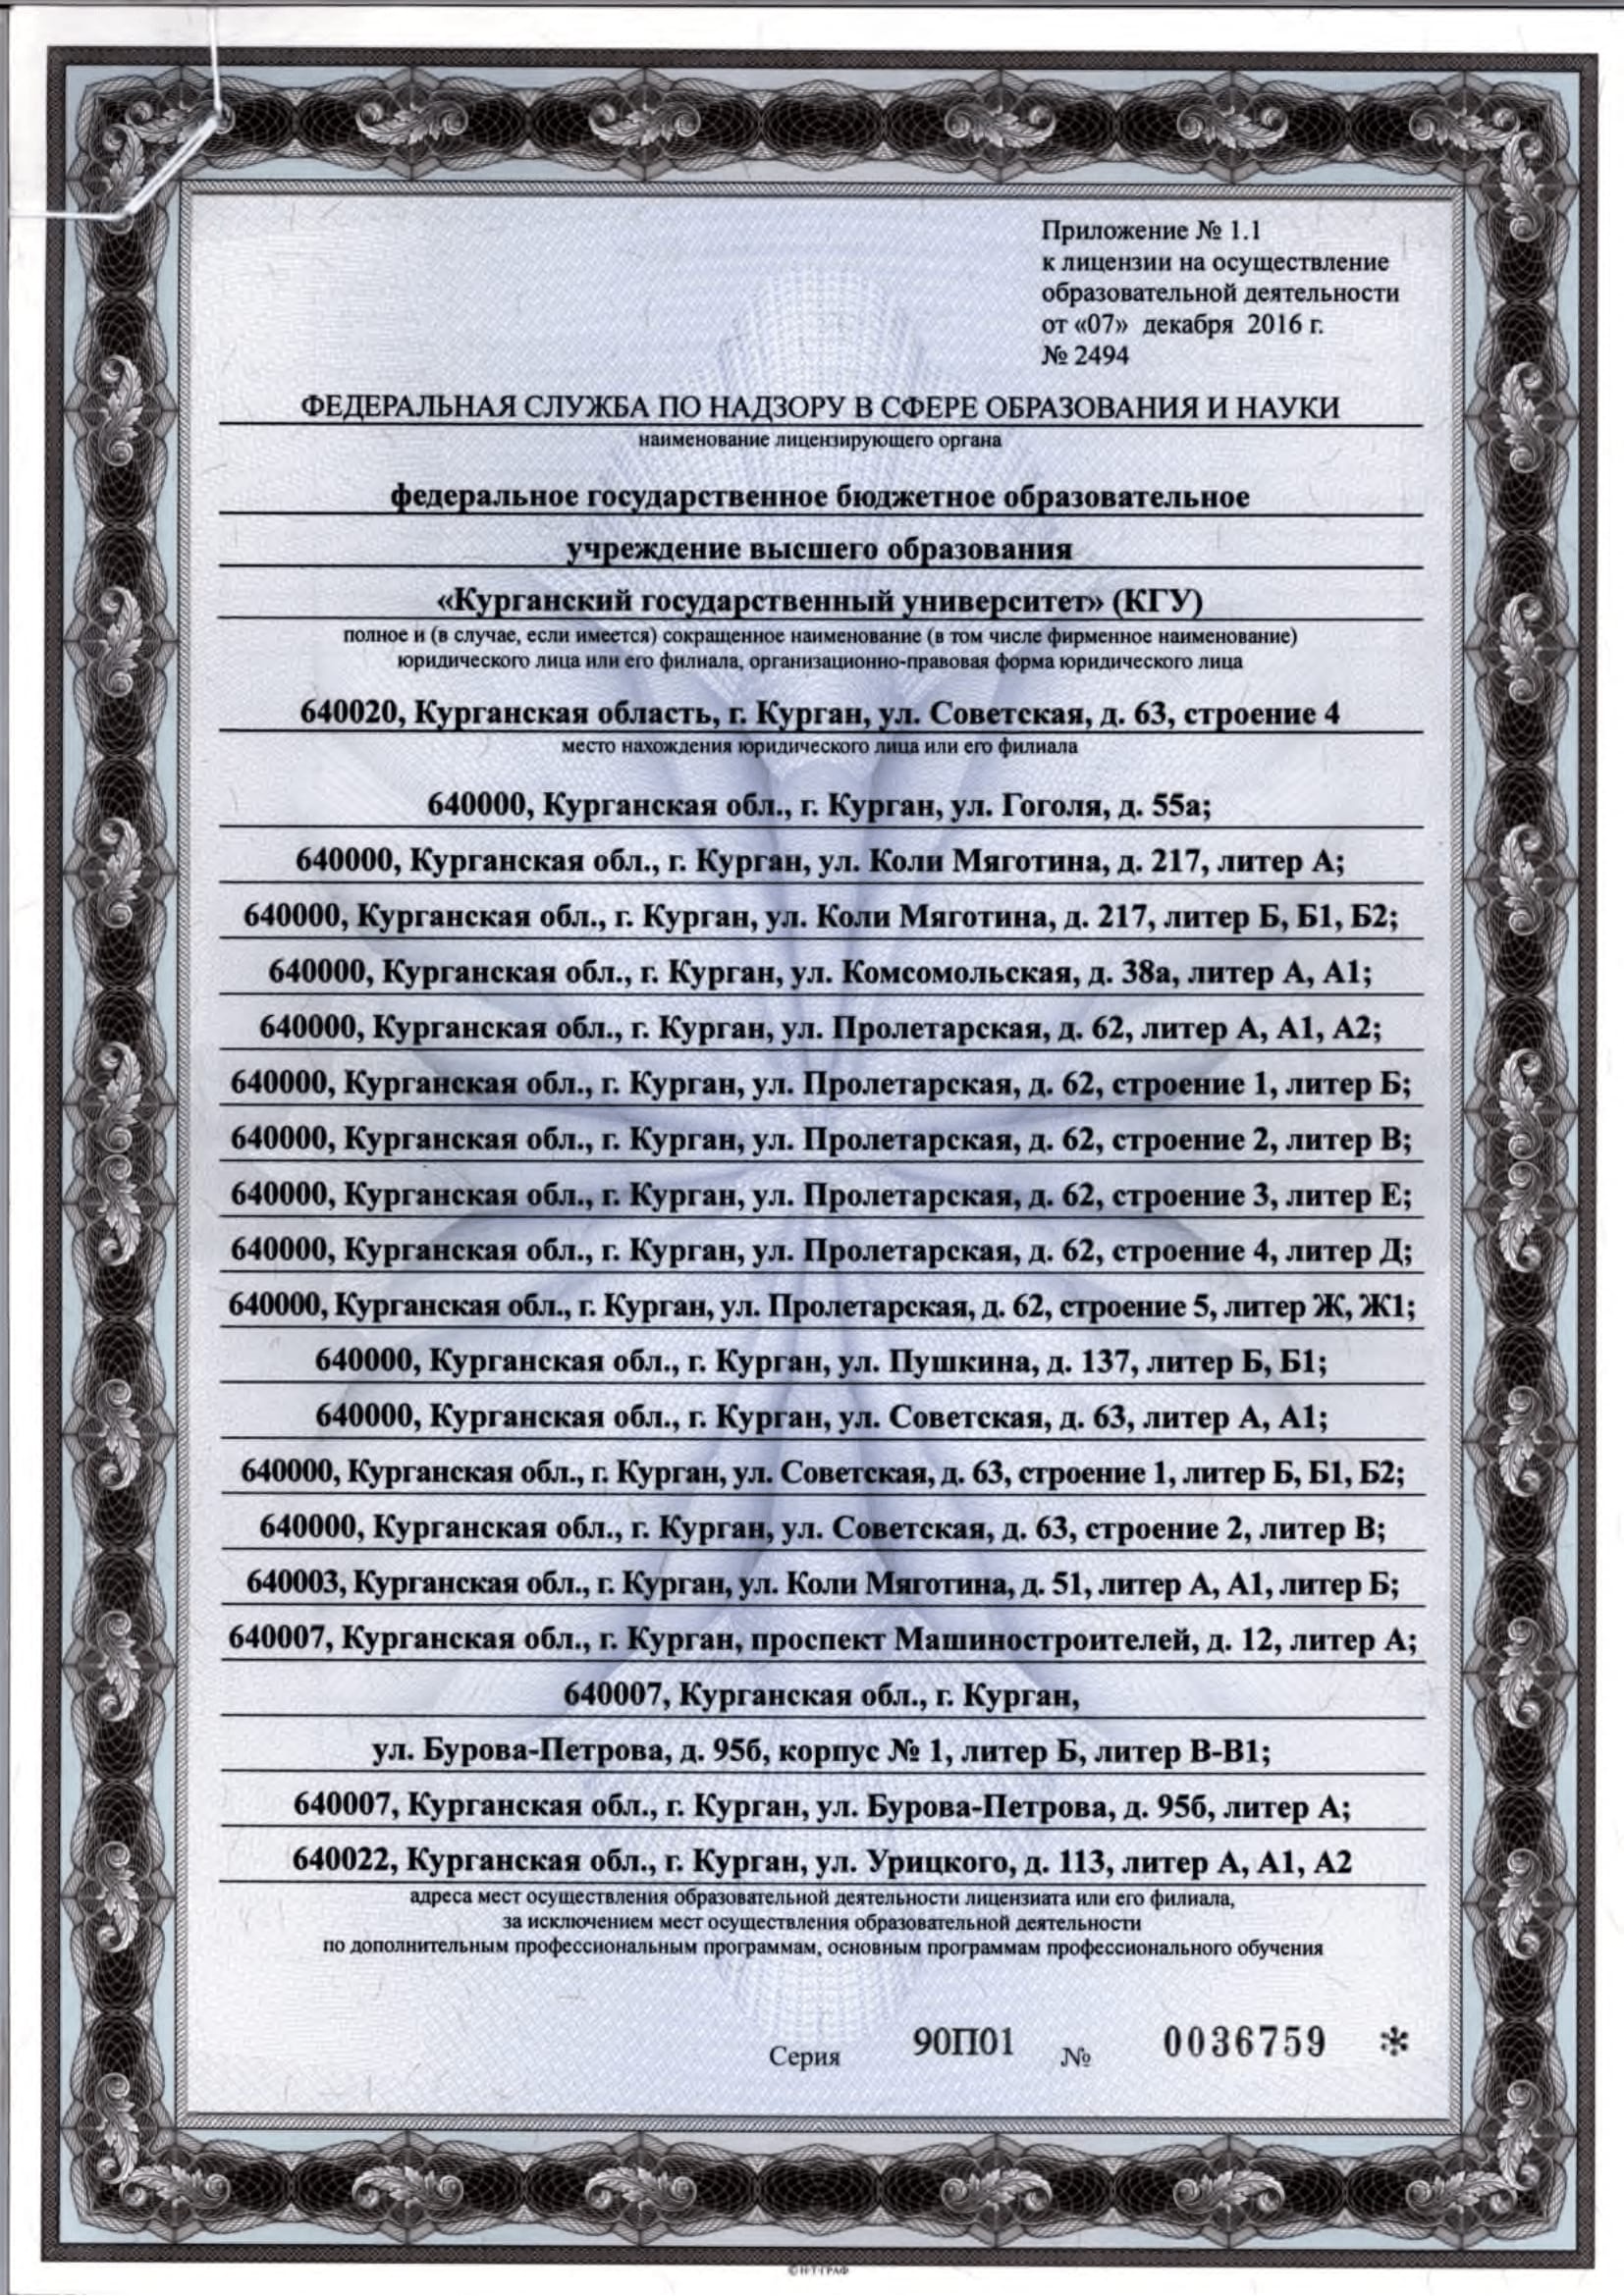 Приложение № 1.1
к лицензии на осуществление
образовательной деятельности
от «07» декабря 2016 г.
№ 2494
ФЕДЕРАЛЬНАЯ СЛУЖБА ПО НАДЗОРУ В СФЕРЕ ОБРАЗОВАНИЯ И НАУКИ
наименование лицензирующего органа
федеральное государственное бюджетное образовательное
учреждение высшего образования
«Курганский государственный университет» (КГУ)
полное и (в случае, если имеется) сокращенное наименование (в том числе фирменное наименование)
юридического лица или его филиала, организационно-правовая форма юридического лица
640020, Курганская область, г. Курган, ул. Советская, д. 63, строение 4
место нахождения юридического лица или его филиала
640000, Курганская обл., г. Курган, ул. Гоголя, д. 55а;
640000, Курганская обл., г. Курган, ул. Коли Мяготина, д. 217, литер А;
640000, Курганская обл., г. Курган, ул. Коли Мяготина, д. 217, литер Б, Б1, Б2;
640000, Курганская обл., г. Курган, ул. Комсомольская, д. 38а, литер А, А1;
640000, Курганская обл., г. Курган, ул. Пролетарская, д. 62, литер А, А1, А2;
640000, Курганская обл., г. Курган, ул. Пролетарская, д. 62, строение 1, литер Б;
640000, Курганская обл., г. Курган, ул. Пролетарская, д. 62, строение 2, литер В;
640000, Курганская обл., г. Курган, ул. Пролетарская, д. 62, строение 3, литер Е;
640000, Курганская обл., г. Курган, ул. Пролетарская, д. 62, строение 4, литер Д;
640000, Курганская обл., г. Курган, ул. Пролетарская, д. 62, строение 5, литер Ж, Ж1;
640000, Курганская обл., г. Курган, ул. Пушкина, д. 137, литер Б, Б1;
640000, Курганская обл., г. Курган, ул. Советская, д. 63, литер А, А1;
640000, Курганская обл., г. Курган, ул. Советская, д. 63, строение 1, литер Б, Б1, Б2;
640000, Курганская обл., г. Курган, ул. Советская, д. 63, строение 2, литер В;
640003, Курганская обл., г. Курган, ул. Коли Мяготина, д. 51, литер А, А1, литер Б;
640007, Курганская обл., г. Курган, проспект Машиностроителей, д. 12, литер А;
640007, Курганская обл., г. Курган,
ул. Бурова-Петрова, д. 95б, корпус № 1, литер Б, литер В-В1;
640007, Курганская обл., г. Курган, ул. Бурова-Петрова, д. 95б, литер А;
640022, Курганская обл., г. Курган, ул. Урицкого, д. 113, литер А, А1, А2
адреса мест осуществления образовательной деятельности лицензиата или его филиала,
за исключением мест осуществления образовательной деятельности
по дополнительным профессиональным программам, основным программам профессионального обучения
Серия 90П01 № 0036759 *